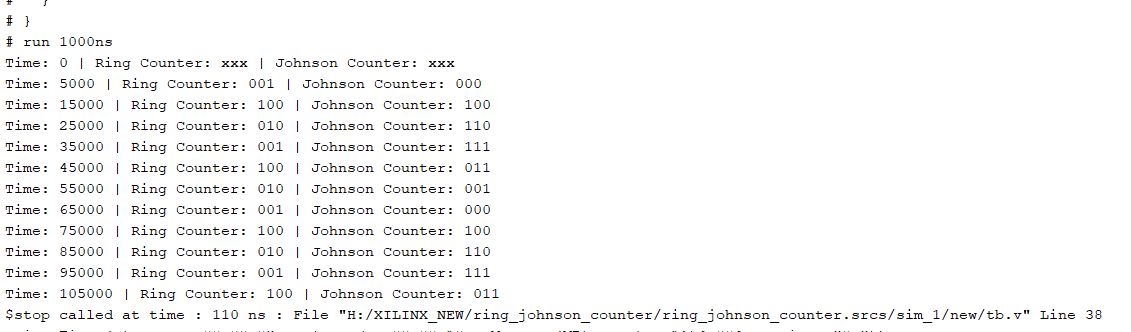 # }
# }
# run 1000ns
Time: 0 | Ring Counter: xxx | Johnson Counter: xxx
Time: 5000 | Ring Counter: 001 | Johnson Counter: 000
Time: 15000 | Ring Counter: 100 | Johnson Counter: 100
Time: 25000 | Ring Counter: 010 | Johnson Counter: 110
Time: 35000 | Ring Counter: 001 | Johnson Counter: 111
Time: 45000 | Ring Counter: 100 | Johnson Counter: 011
Time: 55000 | Ring Counter: 010 | Johnson Counter: 001
Time: 65000 | Ring Counter: 001 | Johnson Counter: 000
Time: 75000 | Ring Counter: 100 | Johnson Counter: 100
Time: 85000 | Ring Counter: 010 | Johnson Counter: 110
Time: 95000 | Ring Counter: 001 | Johnson Counter: 111
Time: 105000 | Ring Counter: 100 | Johnson Counter: 011
$stop called at time : 110 ns : File "H:/XILINX_NEW/ring_johnson_counter/ring_johnson_counter.srcs/sim_1/new/tb.v" Line 38